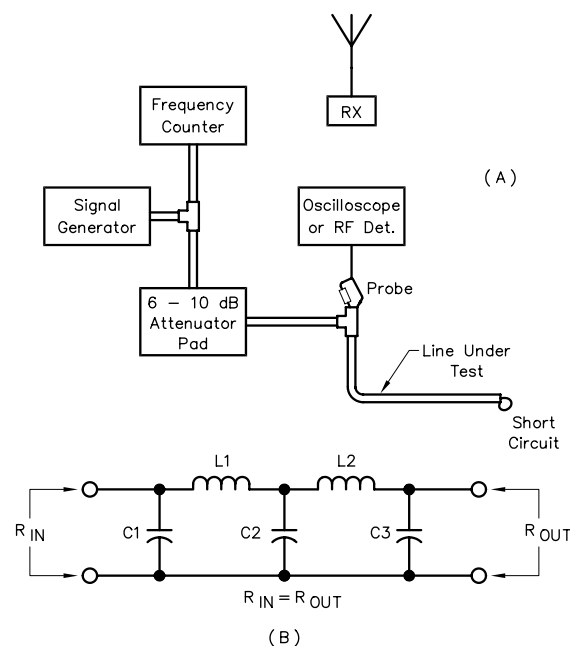 RX
Frequency
Counter
(A)
Signal
Generator
Oscilloscope
or RF Det.
Probe
6 – 10 dB
Attenuator
Pad
Line Under
Test
Short
Circuit
L1
L2
C1
C2
C3
R IN
R OUT
R IN = R OUT
(B)